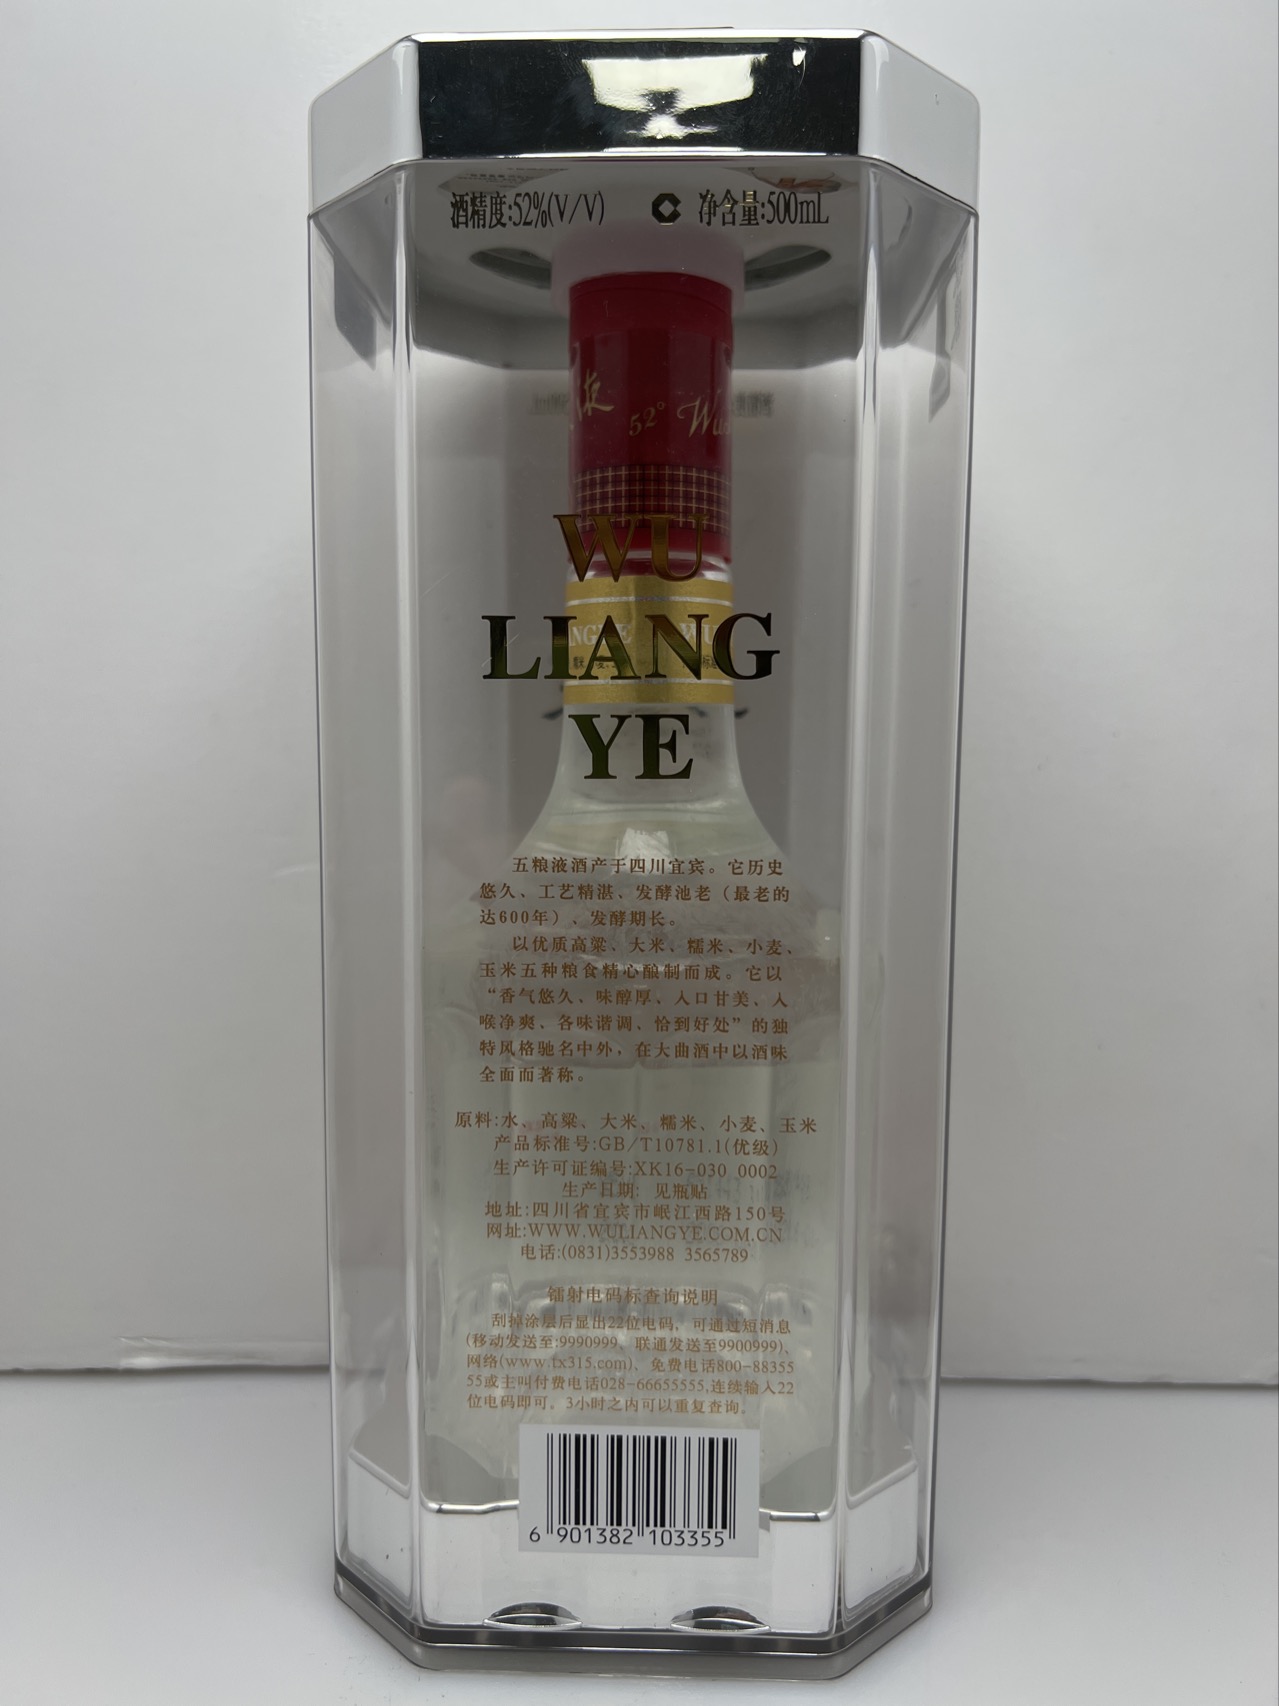 酒精度:52%(V/V) 净含量:500mL
液 52° Wu
WU
LIANG
YE
五粮液酒产于四川宜宾。它历史
悠久、工艺精湛、发酵池老（最老的
达600年）、发酵期长。
以优质高粱、大米、糯米、小麦、
玉米五种粮食精心酿制而成。它以
“香气悠久、味醇厚、入口甘美、入
喉净爽、各味谐调、恰到好处”的独
特风格驰名中外，在大曲酒中以酒味
全面而著称。
原料:水、高粱、大米、糯米、小麦、玉米
产品标准号:GB/T10781.1(优级)
生产许可证编号:XK16-030 0002
生产日期: 见瓶贴
地址:四川省宜宾市岷江西路150号
网址:WWW.WULIANGYE.COM.CN
电话:(0831)3553988 3565789
镭射电码标查询说明
刮掉涂层后显出22位电码，可通过短消息
(移动发送至:9990999、联通发送至9900999)、
网络(www.fx315.com)、免费电话800-88355
55或主叫付费电话028-66655555,连续输入22
位电码即可。3小时之内可以重复查询。
6 901382 103355